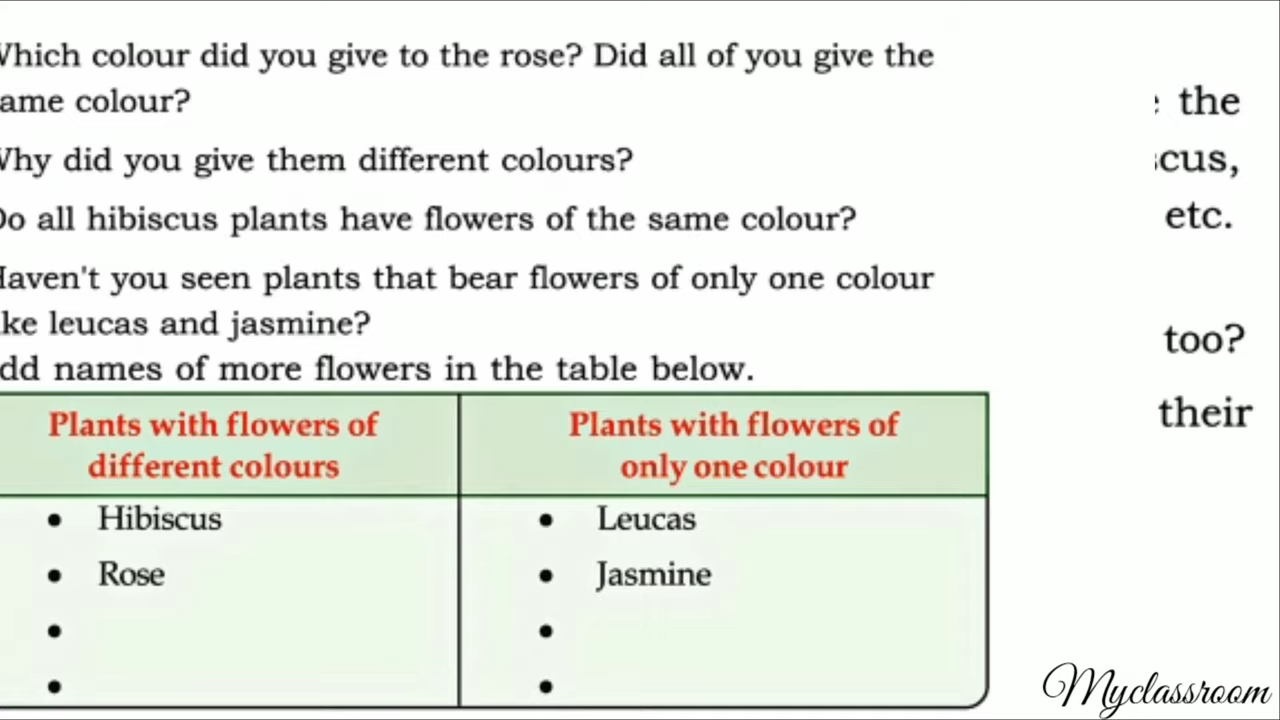 Which colour did you give to the rose? Did all of you give the
ame colour?
Why did you give them different colours?
Do all hibiscus plants have flowers of the same colour?
Haven't you seen plants that bear flowers of only one colour
ke leucas and jasmine?
dd names of more flowers in the table below.
Plants with flowers of
different colours
Plants with flowers of
only one colour
• Hibiscus
• Leucas
• Rose
• Jasmine
•
•
•
•
the
cus,
etc.
too?
their
Myclassroom